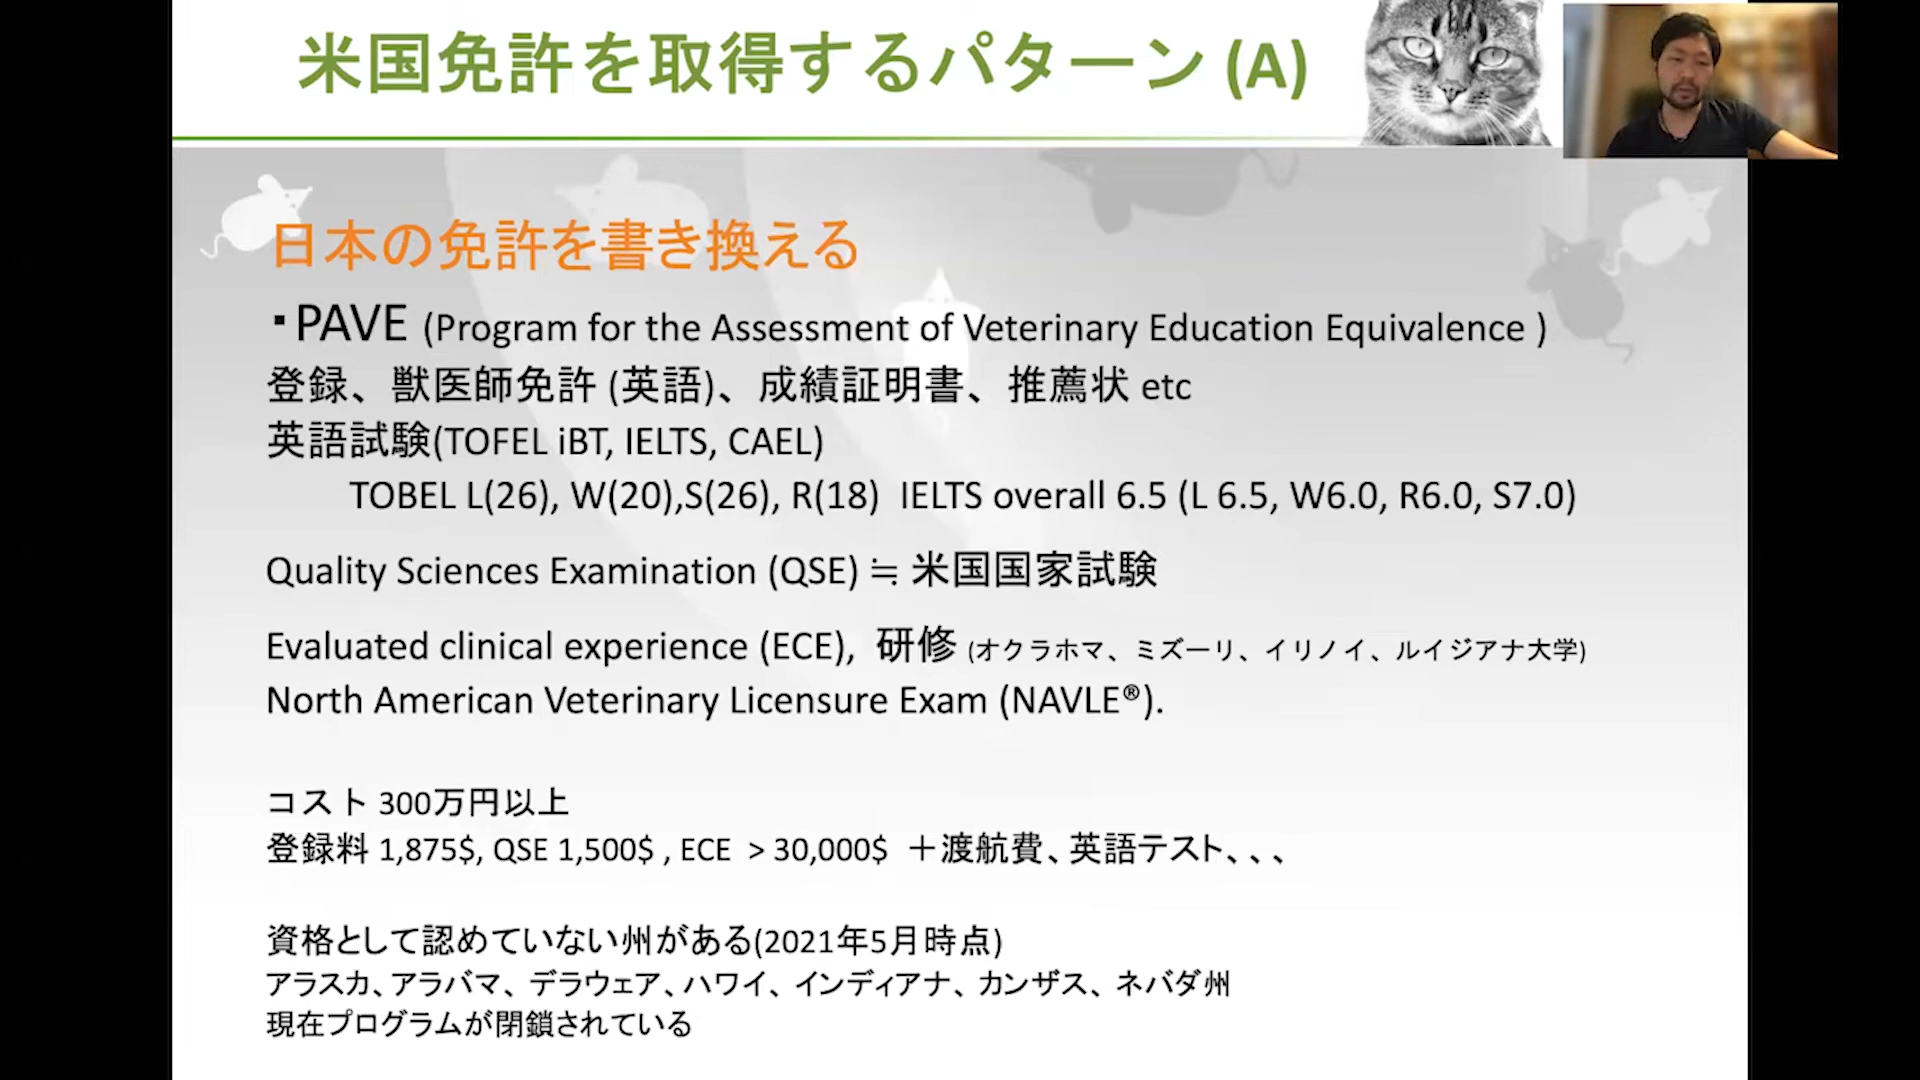 米国免許を取得するパターン (A)
日本の免許を書き換える
・PAVE (Program for the Assessment of Veterinary Education Equivalence )
登録、獣医師免許 (英語)、成績証明書、推薦状 etc
英語試験(TOFEL iBT, IELTS, CAEL)
TOBEL L(26), W(20),S(26), R(18) IELTS overall 6.5 (L 6.5, W6.0, R6.0, S7.0)
Quality Sciences Examination (QSE) ≒ 米国国家試験
Evaluated clinical experience (ECE), 研修 (オクラホマ、ミズーリ、イリノイ、ルイジアナ大学)
North American Veterinary Licensure Exam (NAVLE®).
コスト 300万円以上
登録料 1,875$, QSE 1,500$ , ECE > 30,000$ ＋渡航費、英語テスト、、、
資格として認めていない州がある(2021年5月時点)
アラスカ、アラバマ、デラウェア、ハワイ、インディアナ、カンザス、ネバダ州
現在プログラムが閉鎖されている